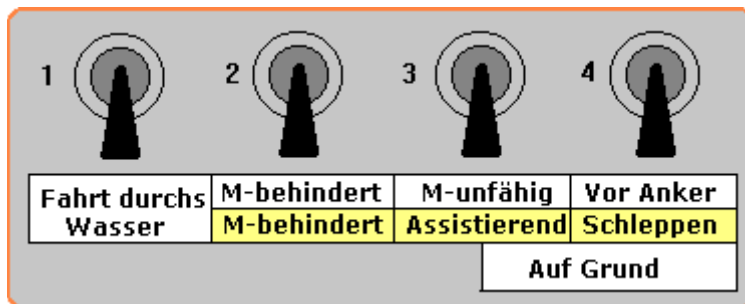 1 2 3 4
Fahrt durchs
Wasser
M-behindert M-unfähig Vor Anker
M-behindert Assistierend Schleppen
Auf Grund